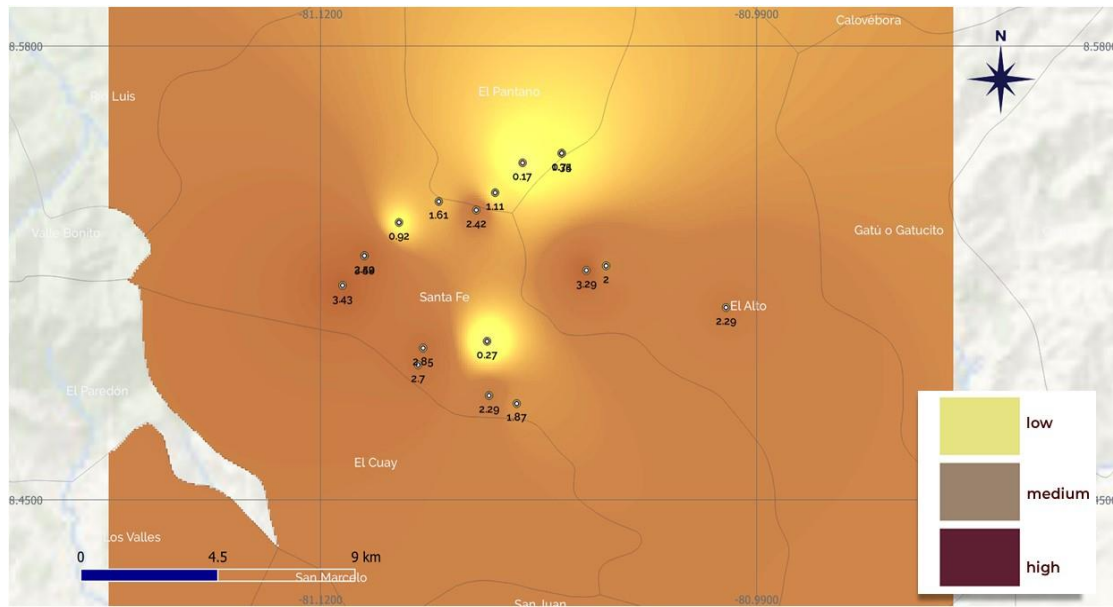 -81.1200
-80.9900
Calovébora
8.5800
8.5800
N
Luis
El Pantano
0.17
1.61
1.11
2.42
0.92
Valle Bonito
Gatú o Gatucito
3.29
2
3.43
Santa Fe
El Alto
2.29
0.27
2.85
2.7
El Paredón
2.29
1.87
low
El Cuay
medium
8.4500
4500
Los Valles
high
0
4.5
9 km
San Marcelo
-81.1200
-80.9900
San Juan